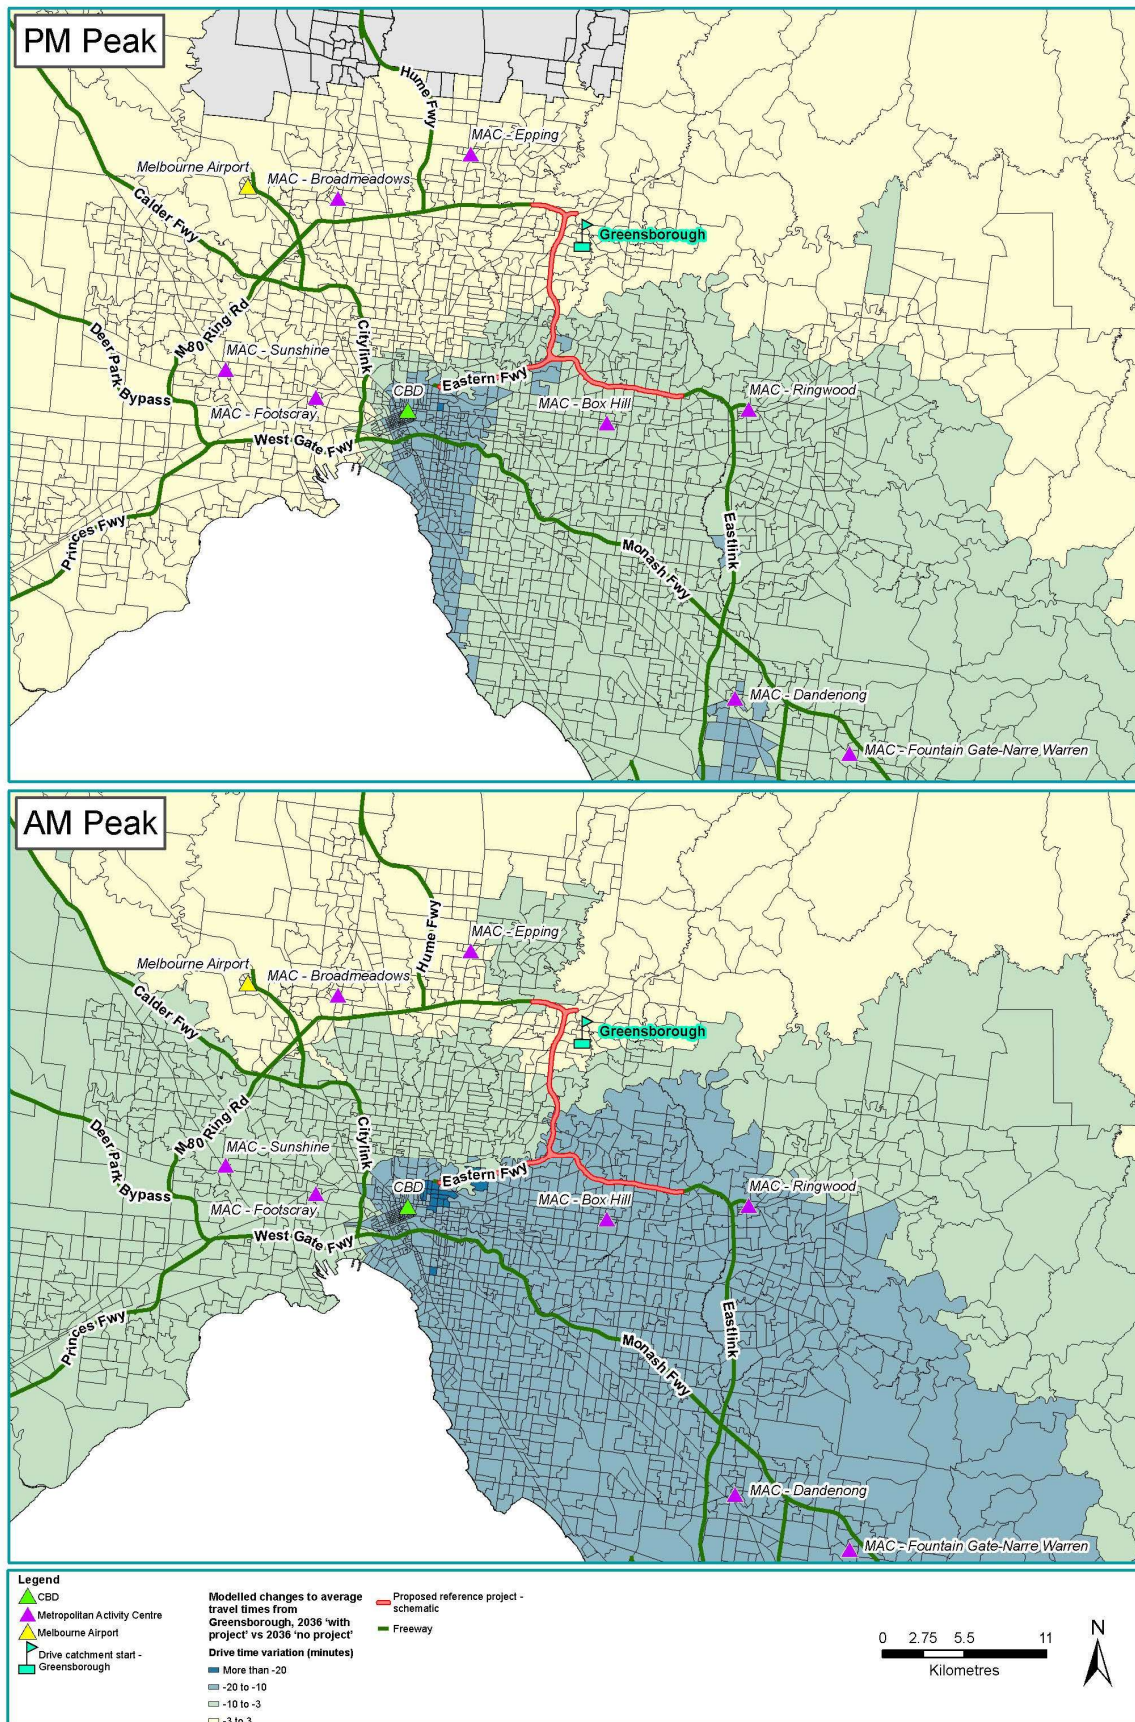 PM Peak
Hume Fwy
MAC - Epping
Melbourne Airport
MAC - Broadmeadows
Calder Fwy
Greensborough
M80 Ring Rd
Citylink
Deer Park Bypass
MAC - Sunshine
Eastern Fwy
CBD
MAC - Ringwood
MAC - Box Hill
MAC - Footscray
West Gate Fwy
Princes Fwy
Eastlink
Monash Fwy
MAC - Dandenong
MAC - Fountain Gate-Narre Warren
AM Peak
Hume Fwy
MAC - Epping
Melbourne Airport
MAC - Broadmeadows
Calder Fwy
Greensborough
M80 Ring Rd
Citylink
Deer Park Bypass
MAC - Sunshine
Eastern Fwy
CBD
MAC - Ringwood
MAC - Box Hill
MAC - Footscray
West Gate Fwy
Princes Fwy
Eastlink
Monash Fwy
MAC - Dandenong
MAC - Fountain Gate-Narre Warren
Legend
CBD
Metropolitan Activity Centre
Melbourne Airport
Drive catchment start -
Greensborough
Modelled changes to average
travel times from
Greensborough, 2036 'with
project' vs 2036 'no project'
Drive time variation (minutes)
More than -20
-20 to -10
-10 to -3
-3 to 3
Proposed reference project -
schematic
Freeway
0 2.75 5.5 11
Kilometres
N